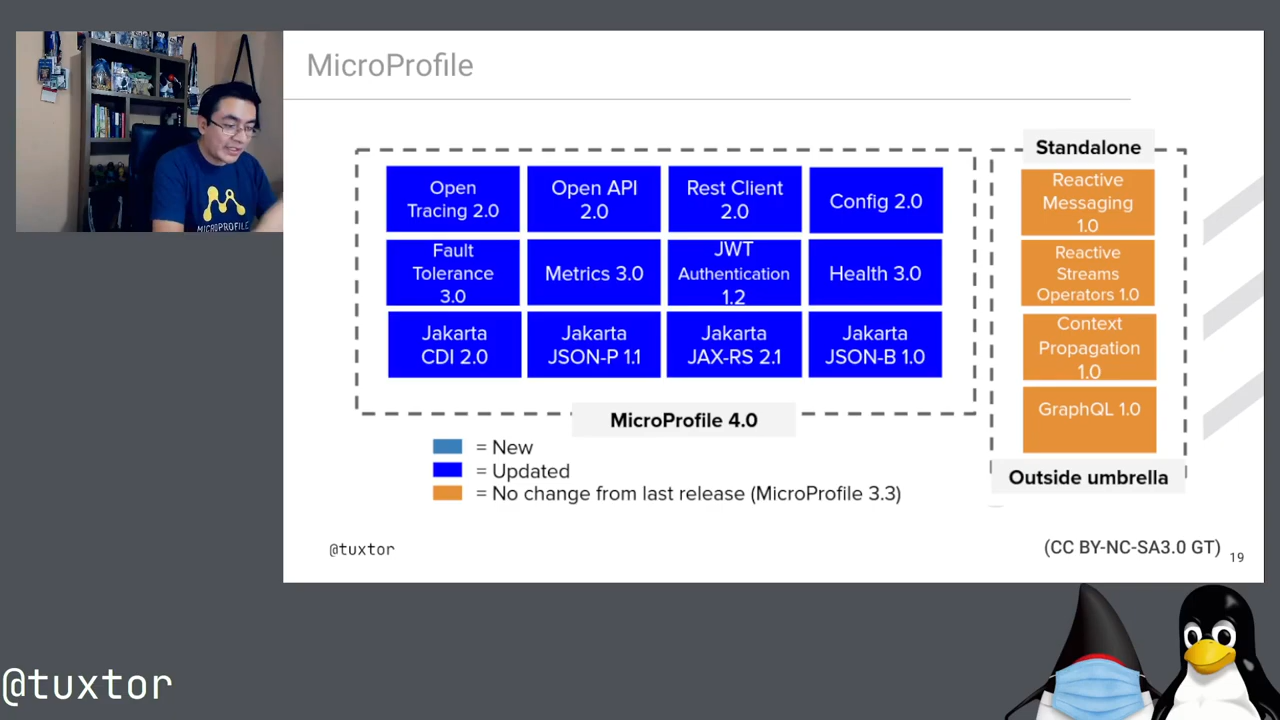 MicroProfile
MICROPROFILE
Open
Tracing 2.0
Open API
2.0
Rest Client
2.0
Config 2.0
Fault
Tolerance
3.0
Metrics 3.0
JWT
Authentication
1.2
Health 3.0
Jakarta
CDI 2.0
Jakarta
JSON-P 1.1
Jakarta
JAX-RS 2.1
Jakarta
JSON-B 1.0
MicroProfile 4.0
= New
= Updated
= No change from last release (MicroProfile 3.3)
Standalone
Reactive
Messaging
1.0
Reactive
Streams
Operators 1.0
Context
Propagation
1.0
GraphQL 1.0
Outside umbrella
@tuxtor
(CC BY-NC-SA3.0 GT)
19
@tuxtor